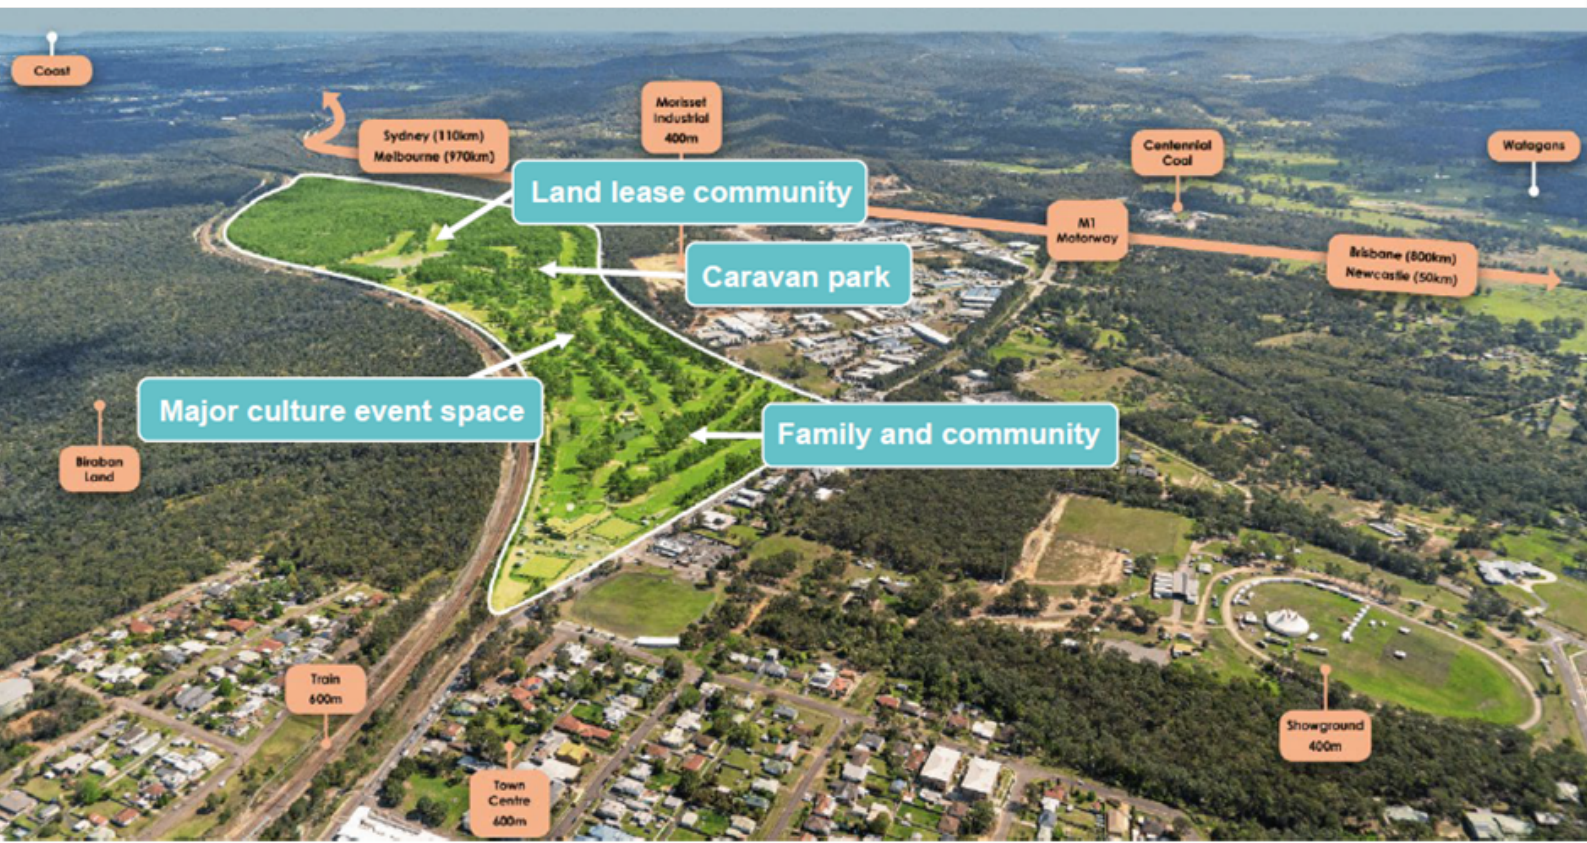 Coast
Sydney (110km)
Melbourne (970km)
Morisset
Industrial
400m
Centennial
Coal
Watagans
Land lease community
M1
Motorway
Brisbane (800km)
Newcastle (50km)
Caravan park
Major culture event space
Family and community
Biraban
Land
Train
600m
Showground
400m
Town
Centre
600m